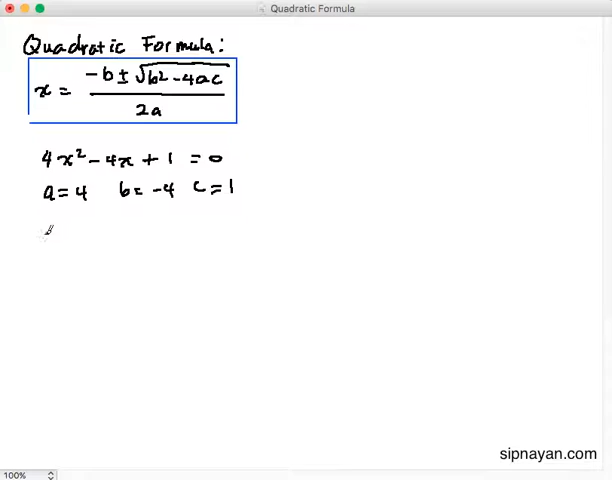 Quadratic Formula
Quadratic Formula:
x = (-b ± √(b² - 4ac)) / 2a
4x² - 4x + 1 = 0
a = 4 b = -4 c = 1
sipnayan.com
100%